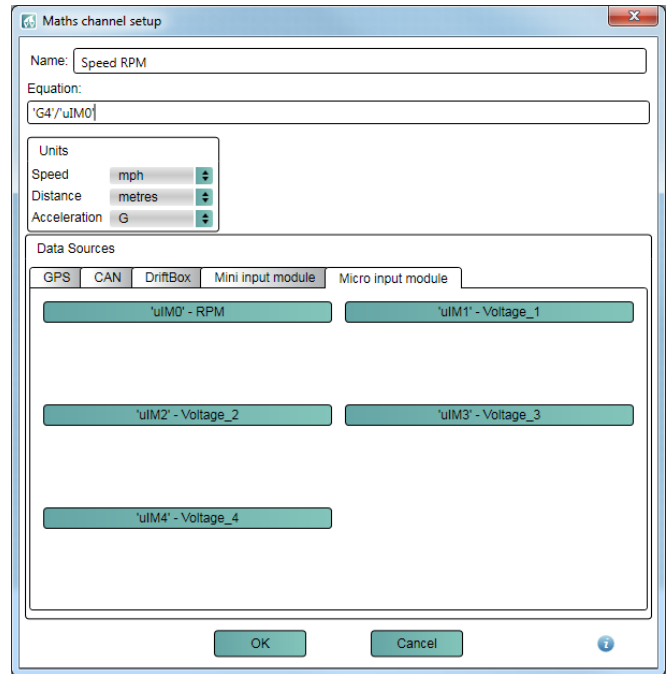 Maths channel setup
Name: Speed RPM
Equation:
'G4'/'uIM0'
Units
Speed mph
Distance metres
Acceleration G
Data Sources
GPS CAN DriftBox Mini input module Micro input module
'uIM0' - RPM 'uIM1' - Voltage_1
'uIM2' - Voltage_2 'uIM3' - Voltage_3
'uIM4' - Voltage_4
OK Cancel